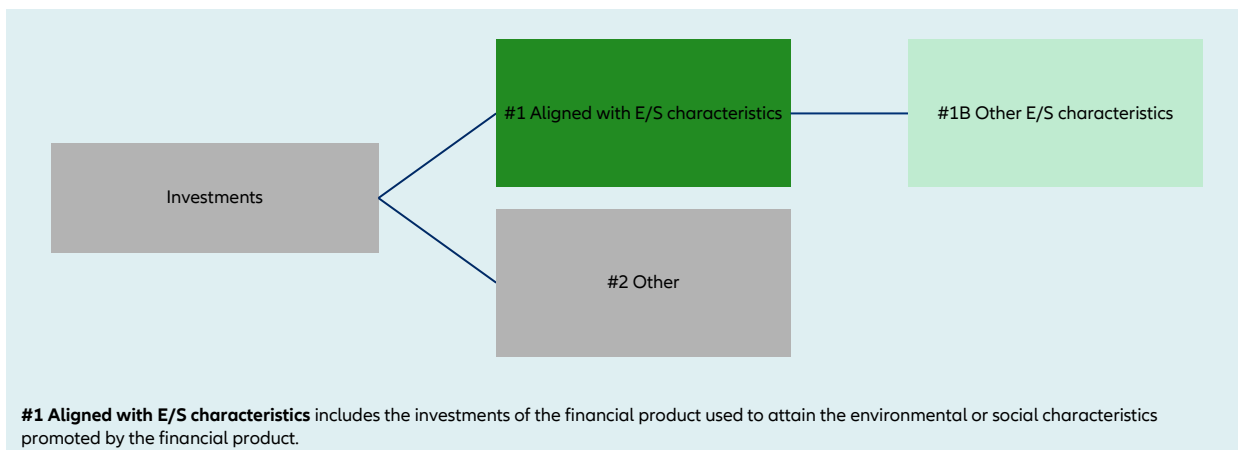 #1 Aligned with E/S characteristics
#1B Other E/S characteristics
Investments
#2 Other
#1 Aligned with E/S characteristics includes the investments of the financial product used to attain the environmental or social characteristics
promoted by the financial product.